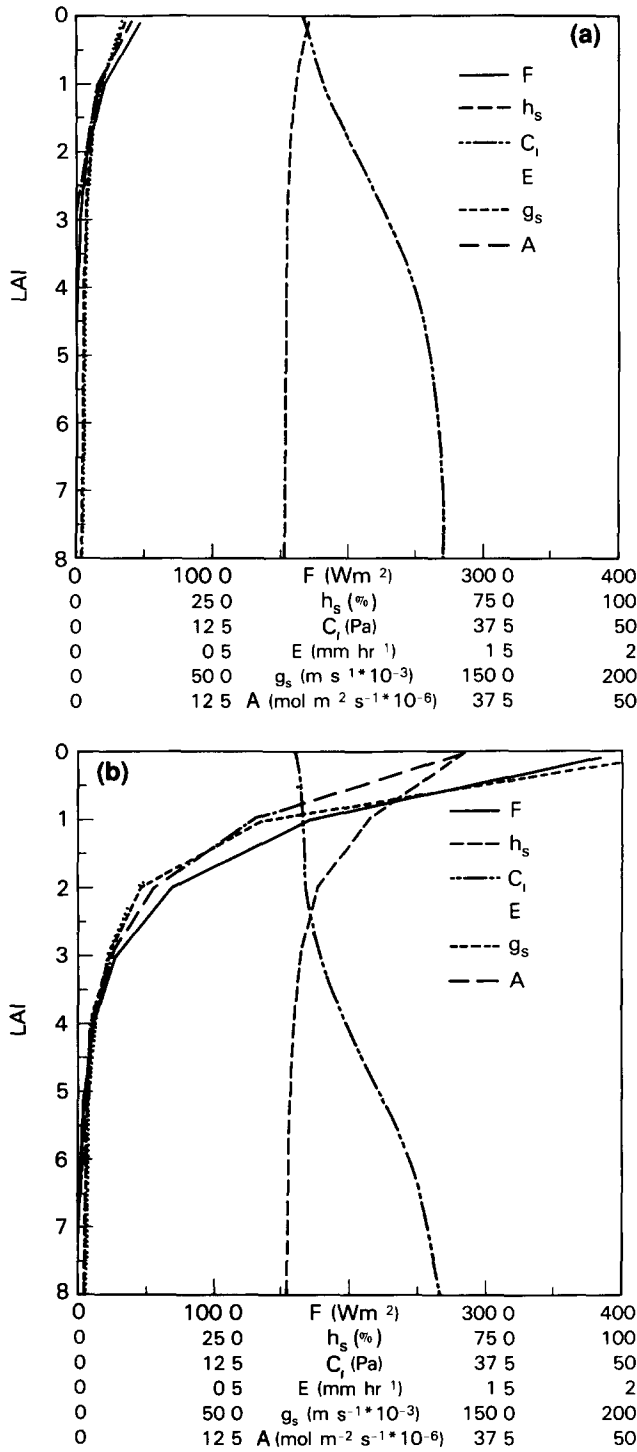 0
(a)
F
1
h_s
C_I
2
E
3
g_s
A
LAI
4
5
6
7
8
0 100 0 F (Wm ²) 300 0 400
0 25 0 h_s (%) 75 0 100
0 12 5 C_I (Pa) 37 5 50
0 0 5 E (mm hr ¹) 1 5 2
0 50 0 g_s (m s ¹*10⁻³) 150 0 200
0 12 5 A (mol m ² s⁻¹*10⁻⁶) 37 5 50
0
(b)
F
1
h_s
C_I
2
E
g_s
3
A
LAI
4
5
6
7
8
0 100 0 F (Wm ²) 300 0 400
0 25 0 h_s (%) 75 0 100
0 12 5 C_I (Pa) 37 5 50
0 0 5 E (mm hr ¹) 1 5 2
0 50 0 g_s (m s⁻¹*10⁻³) 150 0 200
0 12 5 A (mol m⁻² s⁻¹*10⁻⁶) 37 5 50